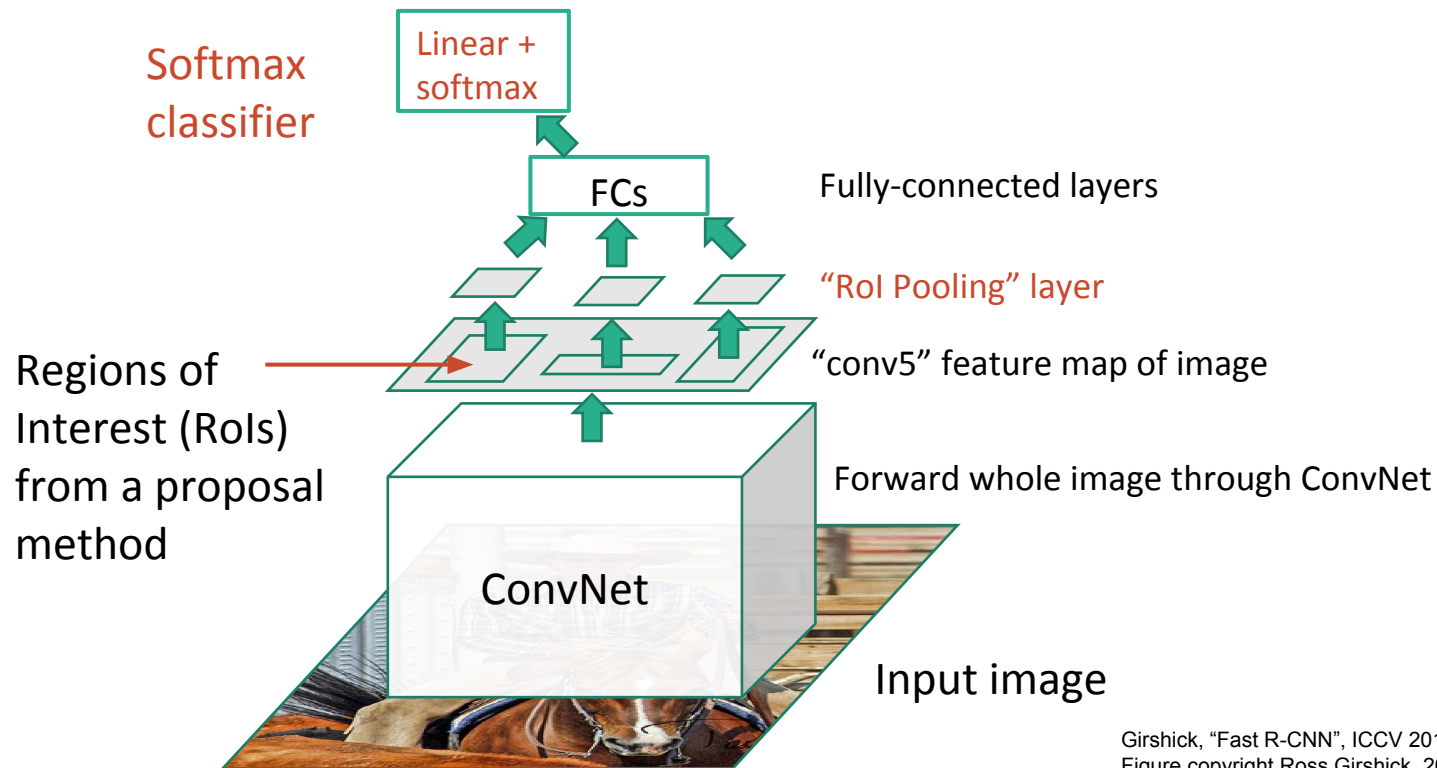 Softmax
classifier
Linear +
softmax
FCs
Fully-connected layers
“RoI Pooling” layer
Regions of
Interest (RoIs)
from a proposal
method
“conv5” feature map of image
Forward whole image through ConvNet
ConvNet
Input image
Girshick, “Fast R-CNN”, ICCV 201
Figure copyright Ross Girshick, 20